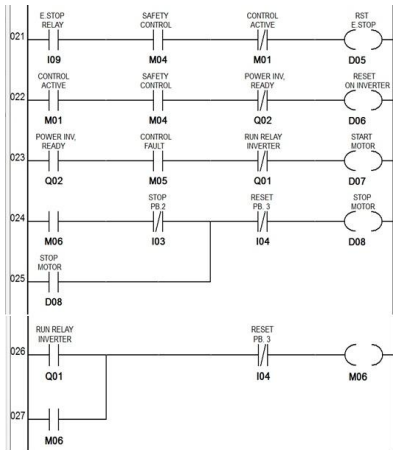 E.STOP SAFETY CONTROL RST
RELAY CONTROL ACTIVE E.STOP
021
I09 M04 M01 D05
CONTROL SAFETY POWER INV, RESET
ACTIVE CONTROL READY ON INVERTER
022
M01 M04 Q02 D06
POWER INV, CONTROL RUN RELAY START
READY FAULT INVERTER MOTOR
023
Q02 M05 Q01 D07
STOP RESET STOP
PB.2 PB. 3 MOTOR
024
M06 I03 I04 D08
STOP
MOTOR
025
D08
RUN RELAY RESET
INVERTER PB. 3
026
Q01 I04 M06
027
M06